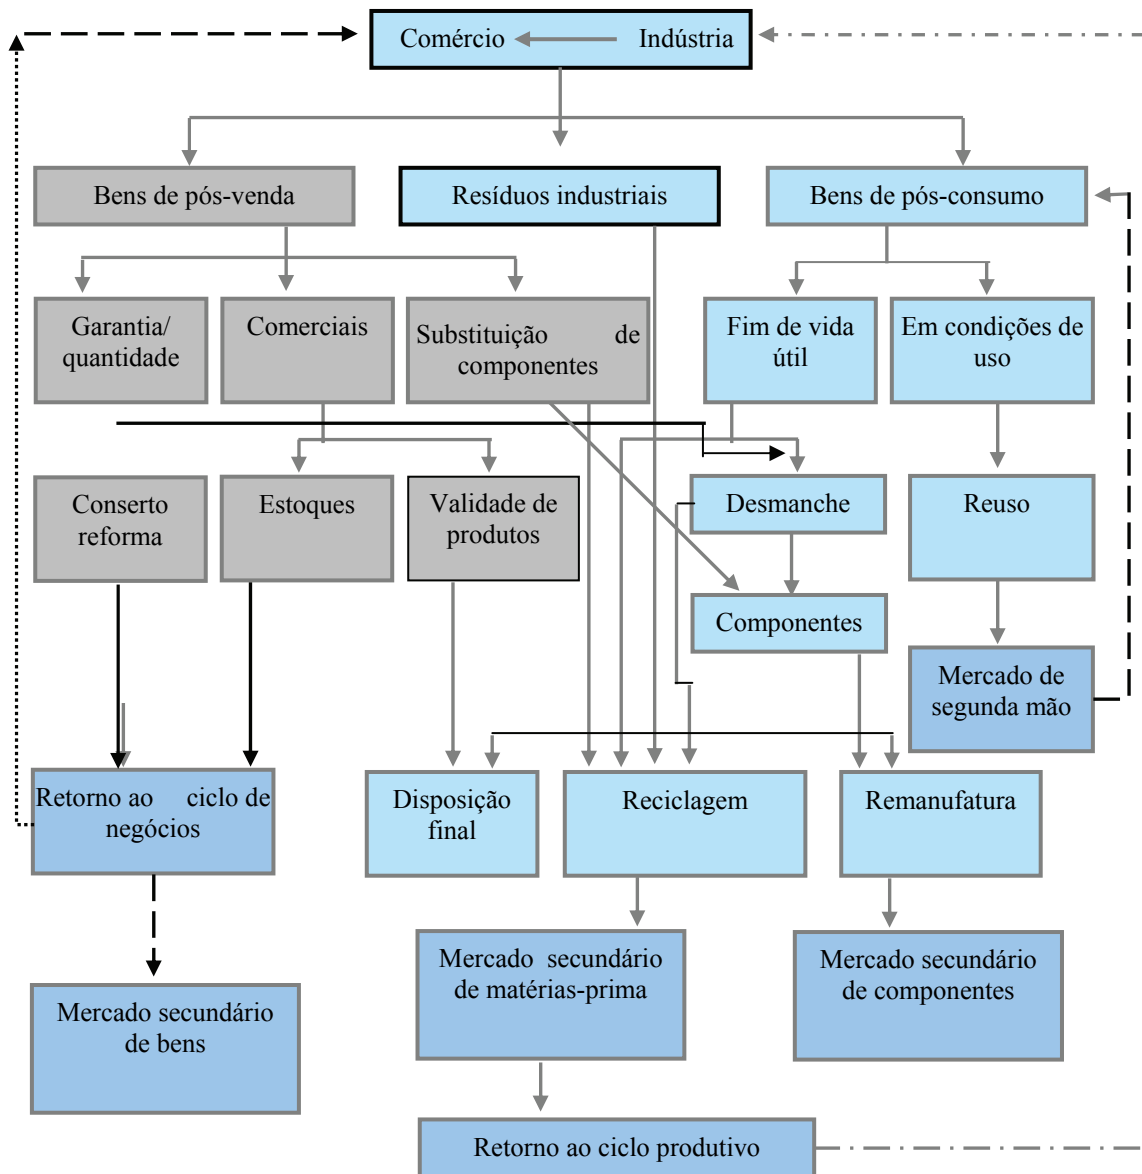 Comércio Indústria
Bens de pós-venda
Resíduos industriais
Bens de pós-consumo
Garantia/
quantidade
Comerciais
Substituição de
componentes
Fim de vida
útil
Em condições de
uso
Conserto
reforma
Estoques
Validade de
produtos
Desmanche
Reuso
Componentes
Mercado de
segunda mão
Retorno ao ciclo de
negócios
Disposição
final
Reciclagem
Remanufatura
Mercado secundário
de bens
Mercado secundário
de matérias-prima
Mercado secundário
de componentes
Retorno ao ciclo produtivo